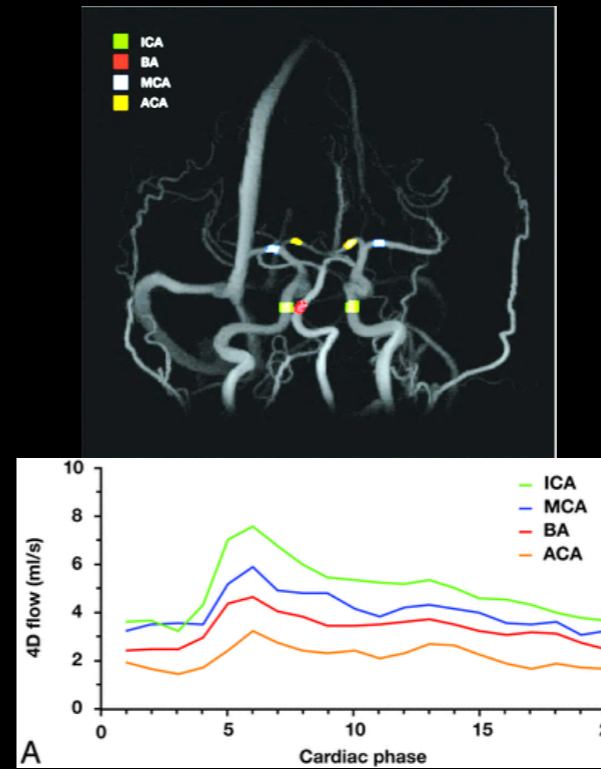 ICA
BA
MCA
ACA
10
8
6
4
2
0
4D flow (ml/s)
ICA
MCA
BA
ACA
0 5 10 15
Cardiac phase
A